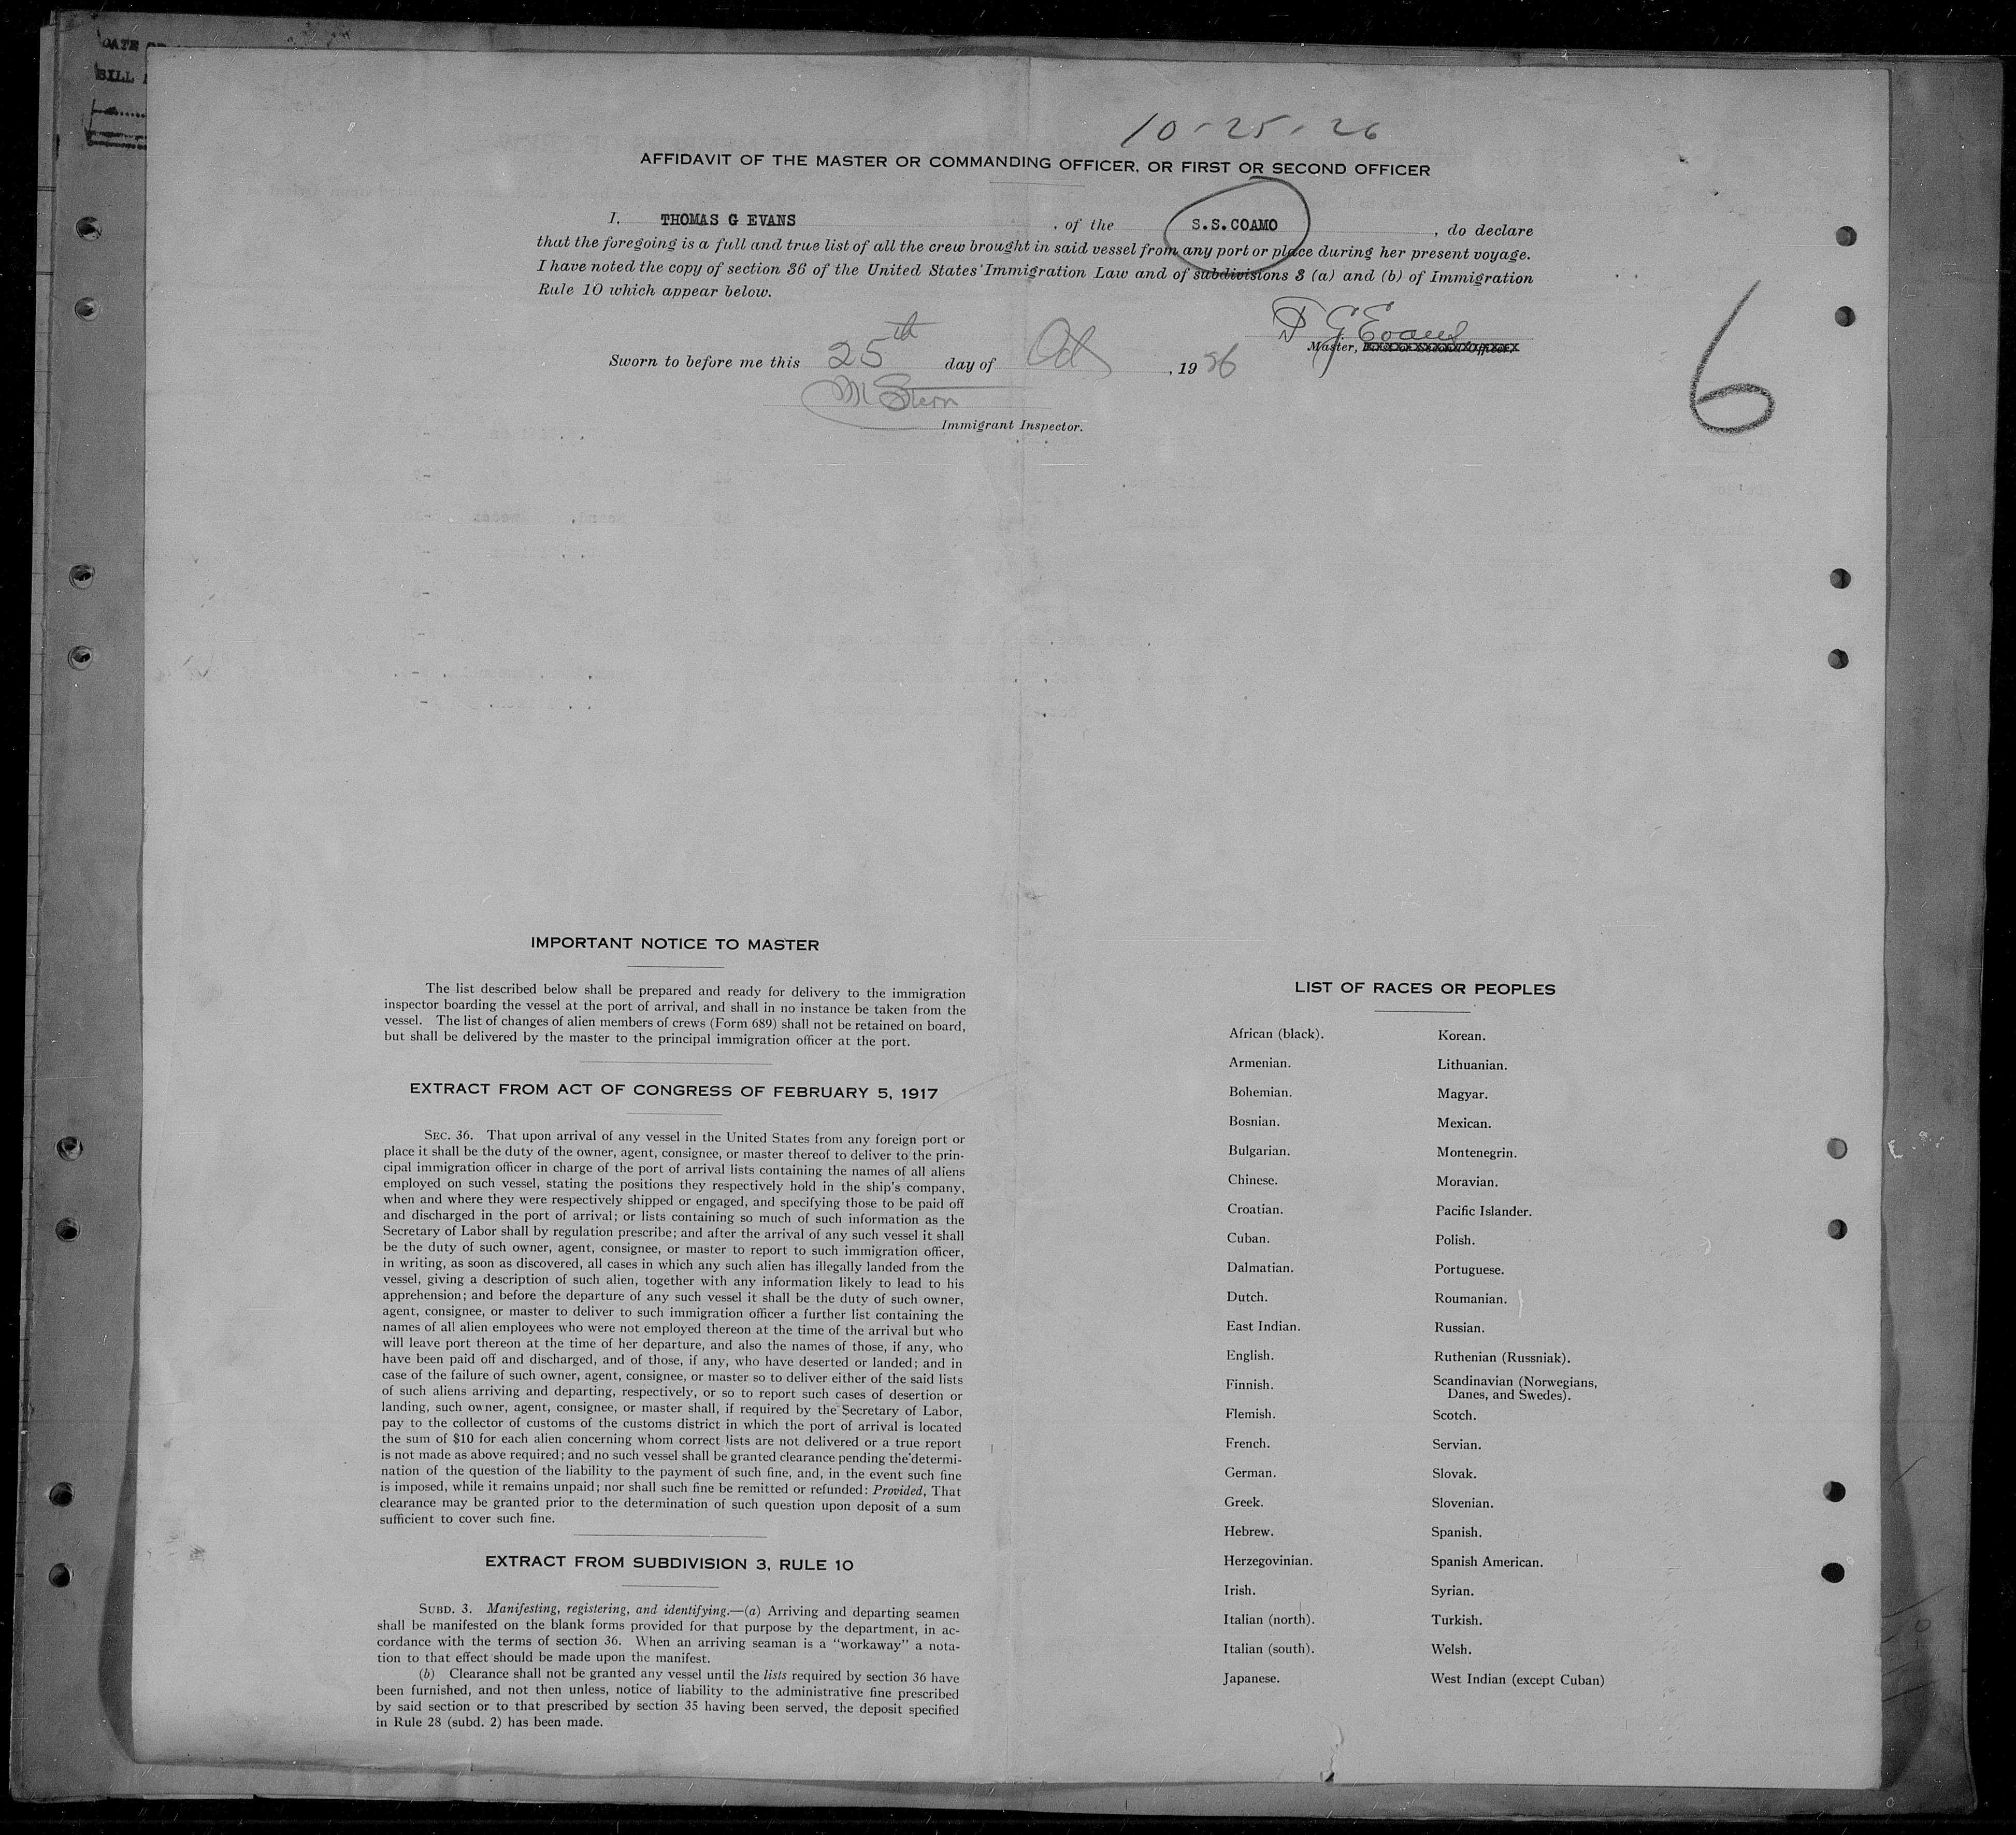 DATE
BILL
10-25-26
AFFIDAVIT OF THE MASTER OR COMMANDING OFFICER, OR FIRST OR SECOND OFFICER
I, THOMAS G EVANS, of the S.S.COAMO, do declare
that the foregoing is a full and true list of all the crew brought in said vessel from any port or place during her present voyage.
I have noted the copy of section 36 of the United States' Immigration Law and of subdivisions 3 (a) and (b) of Immigration
Rule 10 which appear below.
T G Evans
Master,
Sworn to before me this 25th day of Oct, 1926
M Stern
Immigrant Inspector.
6
IMPORTANT NOTICE TO MASTER
The list described below shall be prepared and ready for delivery to the immigration
inspector boarding the vessel at the port of arrival, and shall in no instance be taken from the
vessel. The list of changes of alien members of crews (Form 689) shall not be retained on board,
but shall be delivered by the master to the principal immigration officer at the port.
EXTRACT FROM ACT OF CONGRESS OF FEBRUARY 5, 1917
SEC. 36. That upon arrival of any vessel in the United States from any foreign port or
place it shall be the duty of the owner, agent, consignee, or master thereof to deliver to the prin-
cipal immigration officer in charge of the port of arrival lists containing the names of all aliens
employed on such vessel, stating the positions they respectively hold in the ship's company,
when and where they were respectively shipped or engaged, and specifying those to be paid off
and discharged in the port of arrival; or lists containing so much of such information as the
Secretary of Labor shall by regulation prescribe; and after the arrival of any such vessel it shall
be the duty of such owner, agent, consignee, or master to report to such immigration officer,
in writing, as soon as discovered, all cases in which any such alien has illegally landed from the
vessel, giving a description of such alien, together with any information likely to lead to his
apprehension; and before the departure of any such vessel it shall be the duty of such owner,
agent, consignee, or master to deliver to such immigration officer a further list containing the
names of all alien employees who were not employed thereon at the time of the arrival but who
will leave port thereon at the time of her departure, and also the names of those, if any, who
have been paid off and discharged, and of those, if any, who have deserted or landed; and in
case of the failure of such owner, agent, consignee, or master so to deliver either of the said lists
of such aliens arriving and departing, respectively, or so to report such cases of desertion or
landing, such owner, agent, consignee, or master shall, if required by the Secretary of Labor,
pay to the collector of customs of the customs district in which the port of arrival is located
the sum of $10 for each alien concerning whom correct lists are not delivered or a true report
is not made as above required; and no such vessel shall be granted clearance pending the determi-
nation of the question of the liability to the payment of such fine, and, in the event such fine
is imposed, while it remains unpaid; nor shall such fine be remitted or refunded: Provided, That
clearance may be granted prior to the determination of such question upon deposit of a sum
sufficient to cover such fine.
EXTRACT FROM SUBDIVISION 3, RULE 10
SUBD. 3. Manifesting, registering, and identifying.—(a) Arriving and departing seamen
shall be manifested on the blank forms provided for that purpose by the department, in ac-
cordance with the terms of section 36. When an arriving seaman is a "workaway" a nota-
tion to that effect should be made upon the manifest.
(b) Clearance shall not be granted any vessel until the lists required by section 36 have
been furnished, and not then unless, notice of liability to the administrative fine prescribed
by said section or to that prescribed by section 35 having been served, the deposit specified
in Rule 28 (subd. 2) has been made.
LIST OF RACES OR PEOPLES
African (black).
Armenian.
Bohemian.
Bosnian.
Bulgarian.
Chinese.
Croatian.
Cuban.
Dalmatian.
Dutch.
East Indian.
English.
Finnish.
Flemish.
French.
German.
Greek.
Hebrew.
Herzegovinian.
Irish.
Italian (north).
Italian (south).
Japanese.
Korean.
Lithuanian.
Magyar.
Mexican.
Montenegrin.
Moravian.
Pacific Islander.
Polish.
Portuguese.
Roumanian.
Russian.
Ruthenian (Russniak).
Scandinavian (Norwegians,
Danes, and Swedes).
Scotch.
Servian.
Slovak.
Slovenian.
Spanish.
Spanish American.
Syrian.
Turkish.
Welsh.
West Indian (except Cuban)